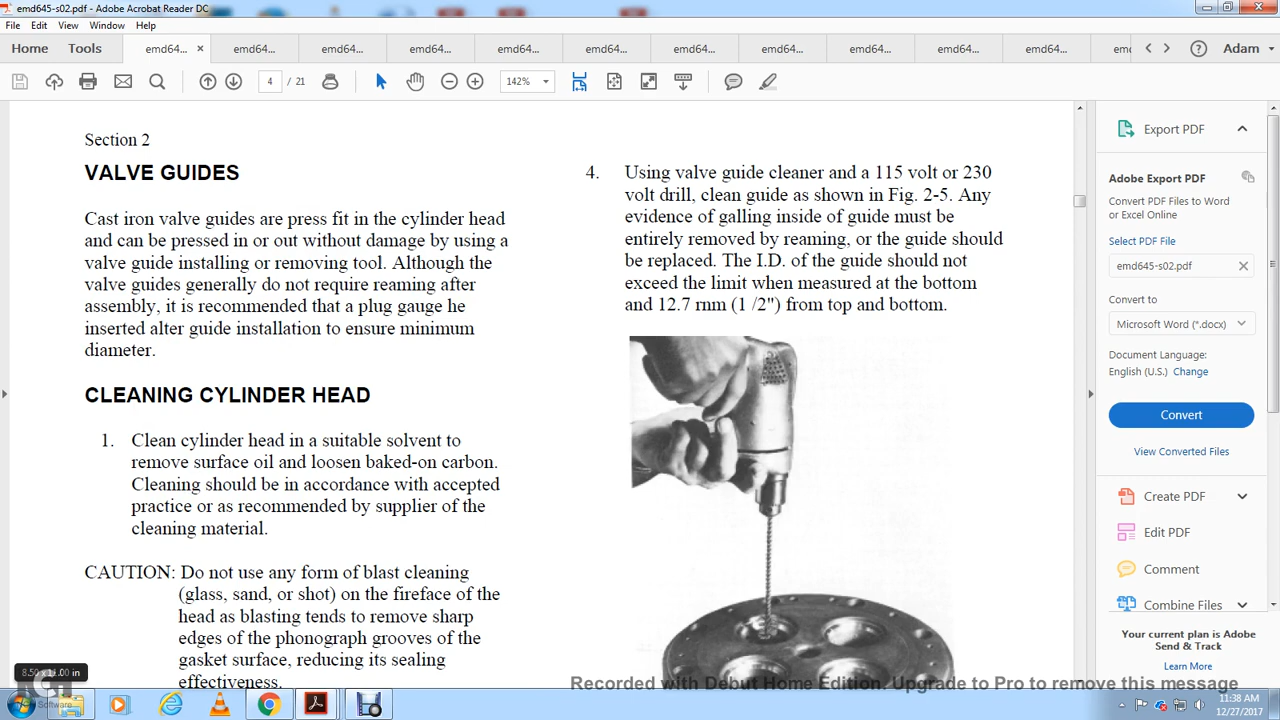 emd645-s02.pdf - Adobe Acrobat Reader DC
File Edit View Window Help
Home Tools emd64... × emd64... emd64... emd64... emd64... emd64... emd64... emd64... emd64... emd64... emd64... Adam
4 / 21 142%
Section 2
VALVE GUIDES
Cast iron valve guides are press fit in the cylinder head
and can be pressed in or out without damage by using a
valve guide installing or removing tool. Although the
valve guides generally do not require reaming after
assembly, it is recommended that a plug gauge he
inserted alter guide installation to ensure minimum
diameter.
CLEANING CYLINDER HEAD
1. Clean cylinder head in a suitable solvent to
remove surface oil and loosen baked-on carbon.
Cleaning should be in accordance with accepted
practice or as recommended by supplier of the
cleaning material.
CAUTION: Do not use any form of blast cleaning
(glass, sand, or shot) on the fireface of the
head as blasting tends to remove sharp
edges of the phonograph grooves of the
gasket surface, reducing its sealing
effectiveness.
4. Using valve guide cleaner and a 115 volt or 230
volt drill, clean guide as shown in Fig. 2-5. Any
evidence of galling inside of guide must be
entirely removed by reaming, or the guide should
be replaced. The I.D. of the guide should not
exceed the limit when measured at the bottom
and 12.7 rnm (1 /2") from top and bottom.
Export PDF
Adobe Export PDF
Convert PDF Files to Word
or Excel Online
Select PDF File
emd645-s02.pdf
Convert to
Microsoft Word (*.docx)
Document Language:
English (U.S.) Change
Convert
View Converted Files
Create PDF
Edit PDF
Comment
Combine Files
Your current plan is Adobe
Send & Track
Learn More
8.50 x 11.00 in
Software
Recorded with Debut Home Edition. Upgrade to Pro to remove this message
11:38 AM
12/27/2017